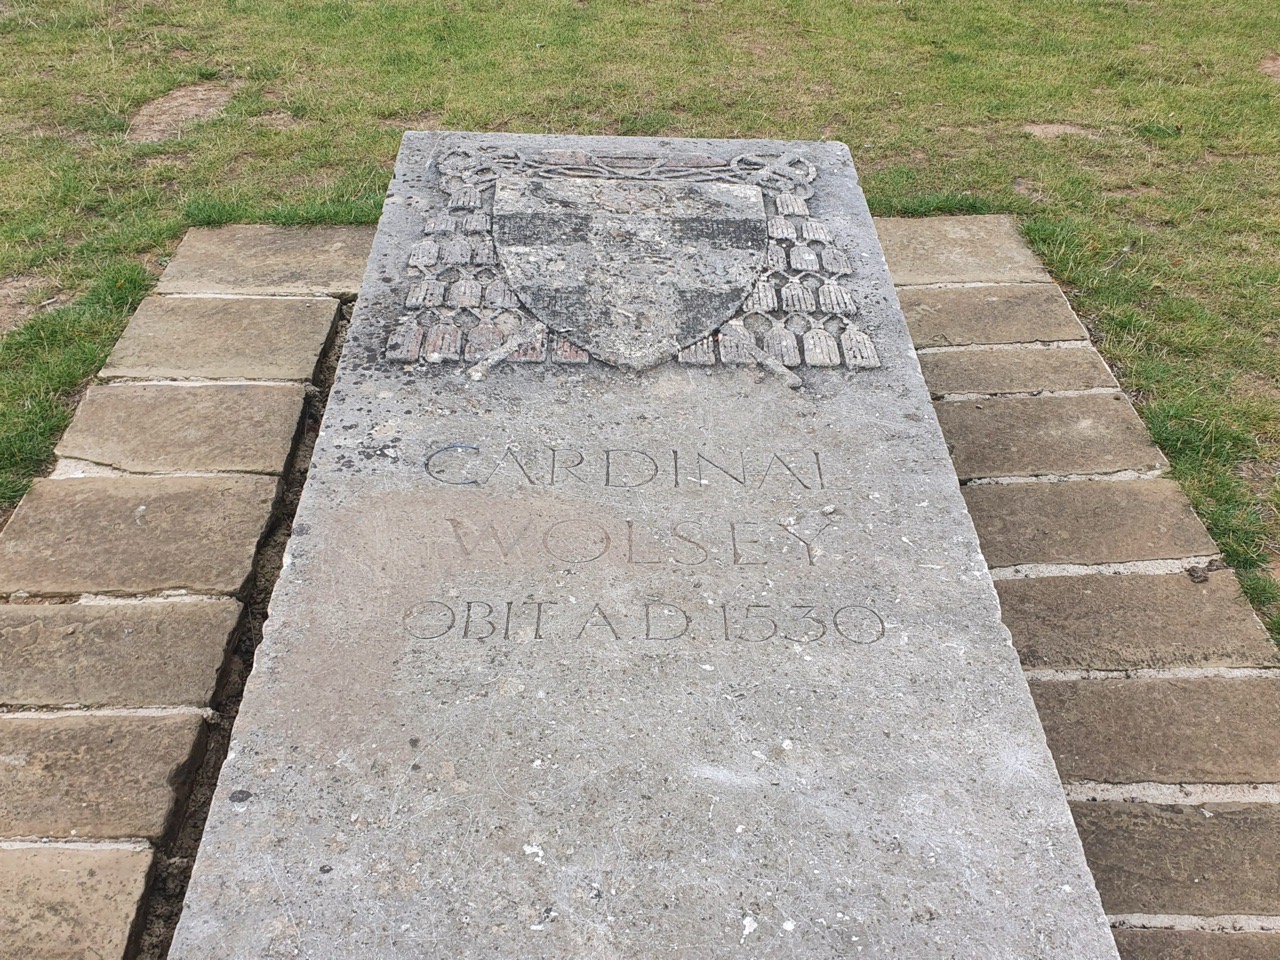 CARDINAL
WOLSEY
OBIT A.D. 1530